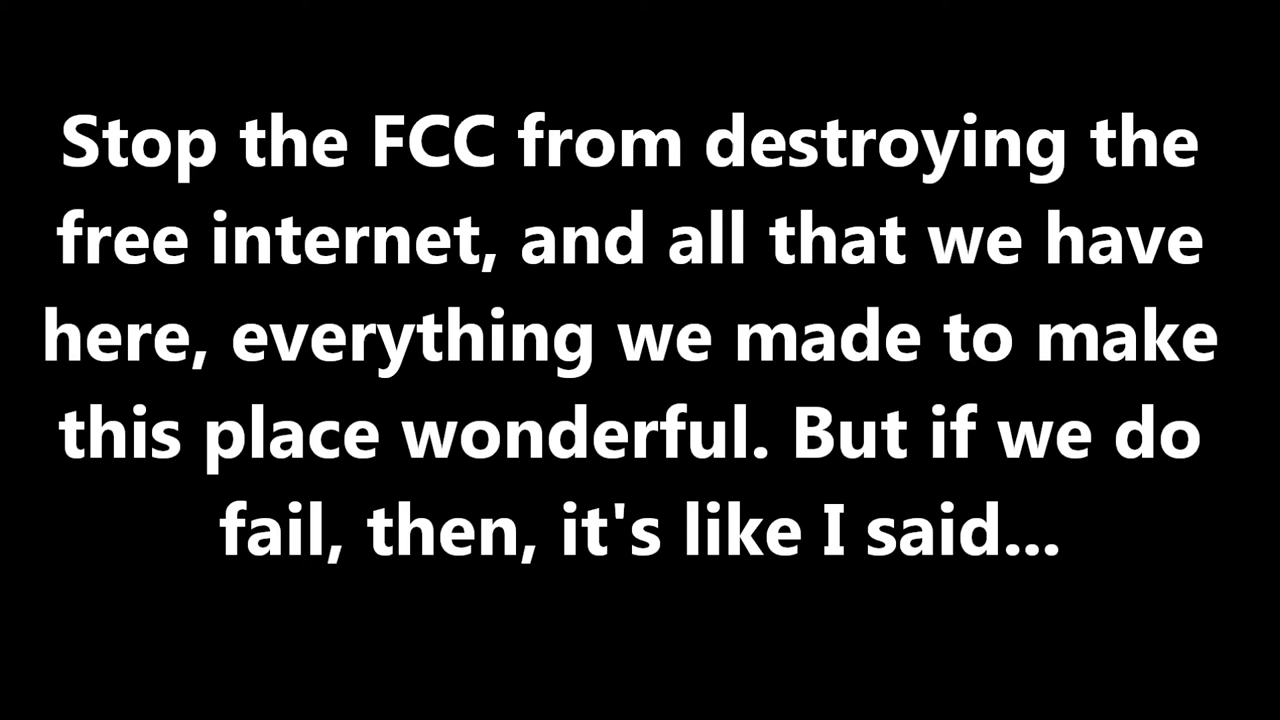 Stop the FCC from destroying the
free internet, and all that we have
here, everything we made to make
this place wonderful. But if we do
fail, then, it's like I said...